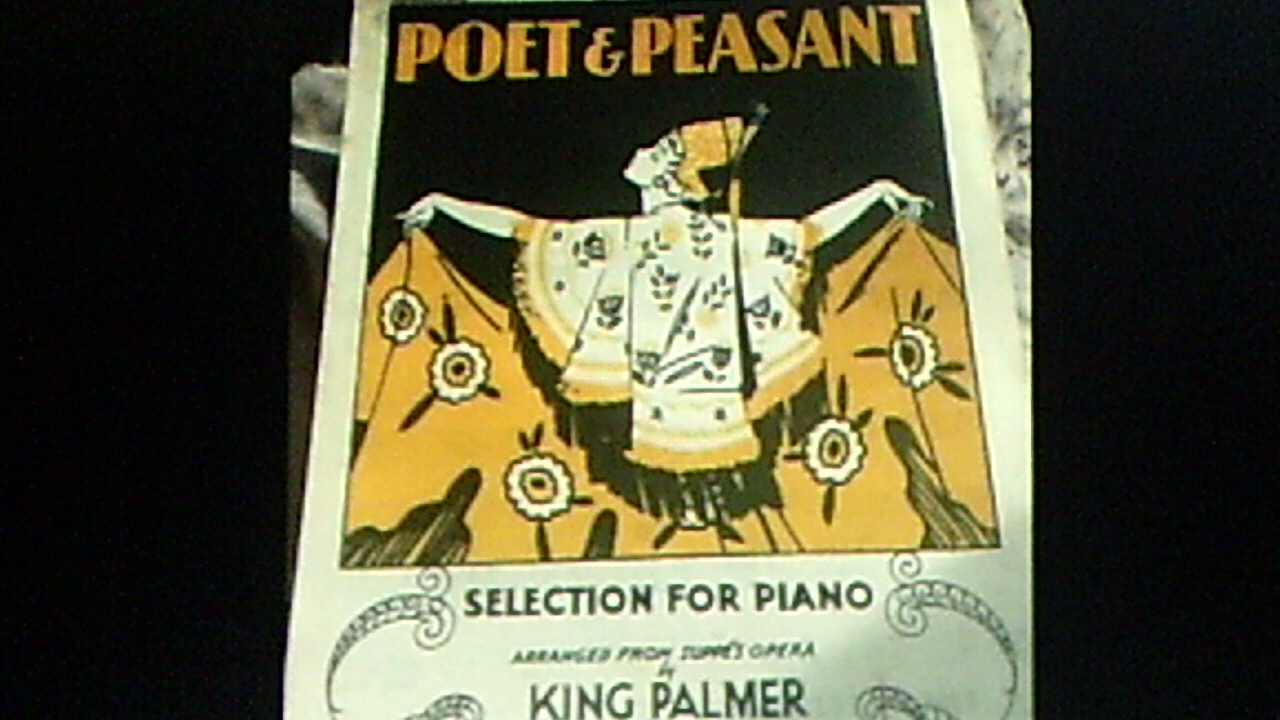 POET & PEASANT
SELECTION FOR PIANO
ARRANGED FROM SUPPÉ'S OPERA
by
KING PALMER